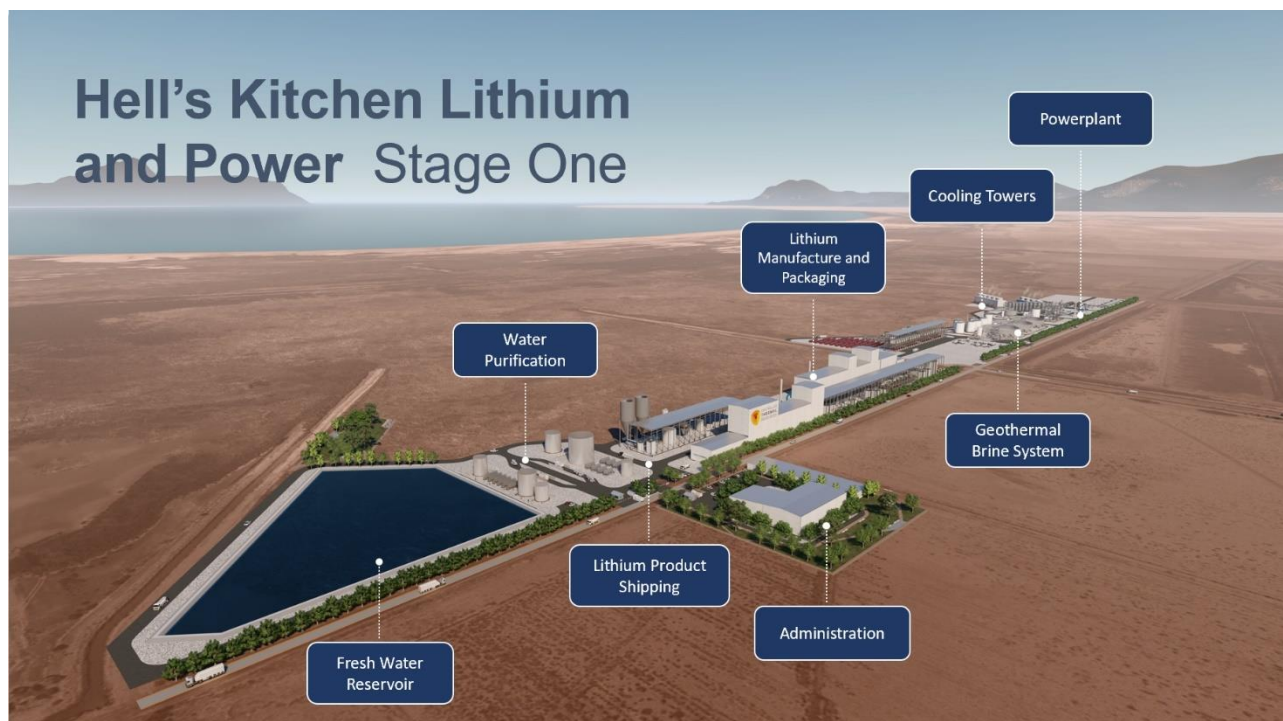 Hell's Kitchen Lithium
and Power Stage One
Powerplant
Cooling Towers
Lithium
Manufacture and
Packaging
Water
Purification
Geothermal
Brine System
Lithium Product
Shipping
Administration
Fresh Water
Reservoir